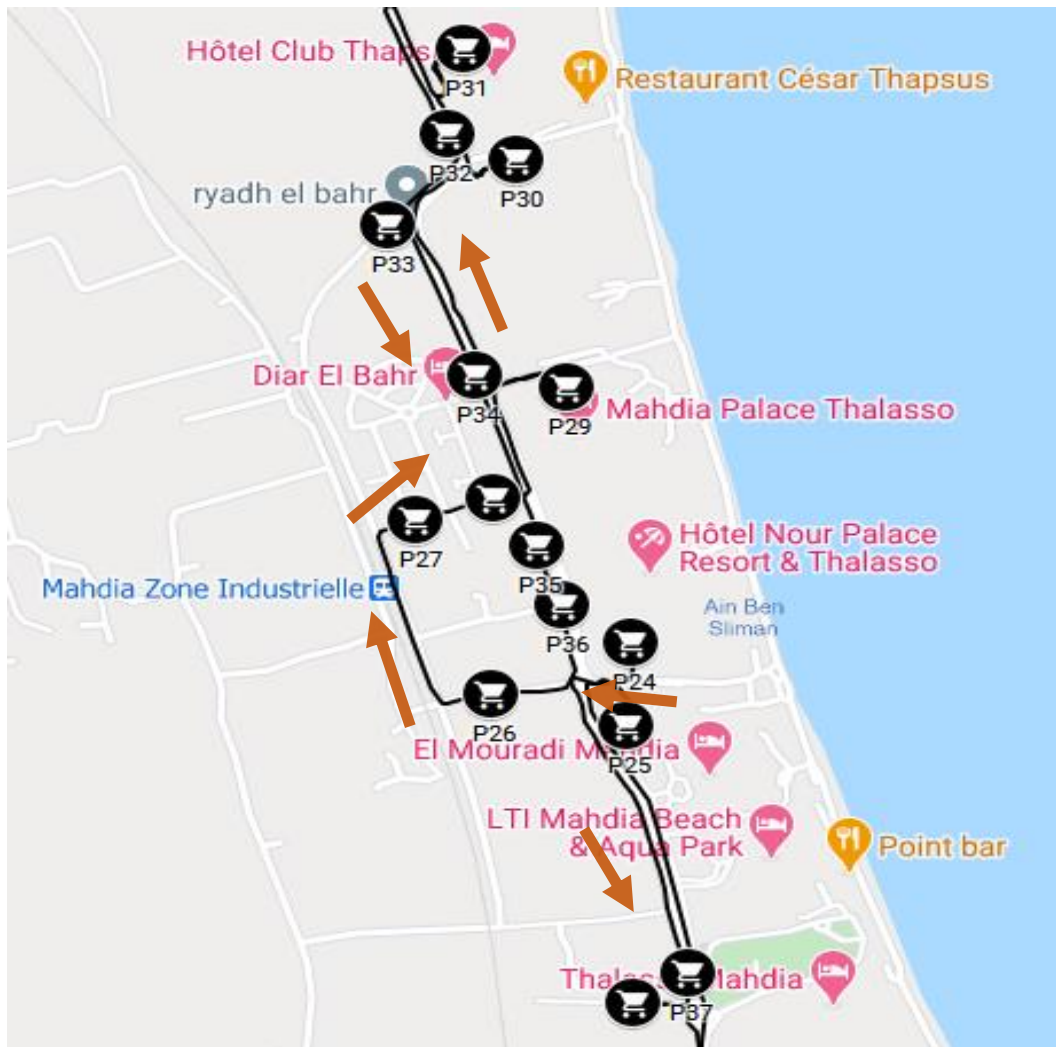 Hôtel Club Thaps
P31
Restaurant César Thapsus
P32
P30
ryadh el bahr
P33
Diar El Bahr
P34
P29
Mahdia Palace Thalasso
P27
Hôtel Nour Palace
Resort & Thalasso
P35
Mahdia Zone Industrielle
Ain Ben
Sliman
P36
P24
P26
El Mouradi M dia
P25
LTI Mahdia Beach
& Aqua Park
Point bar
Thalas Mahdia
P37